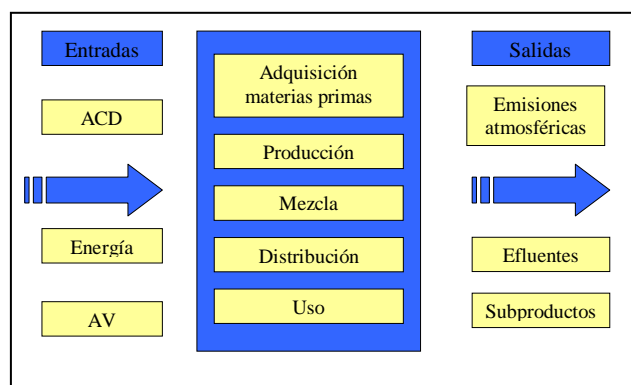 Entradas
ACD
Energía
AV
Adquisición
materias primas
Producción
Mezcla
Distribución
Uso
Salidas
Emisiones
atmosféricas
Efluentes
Subproductos